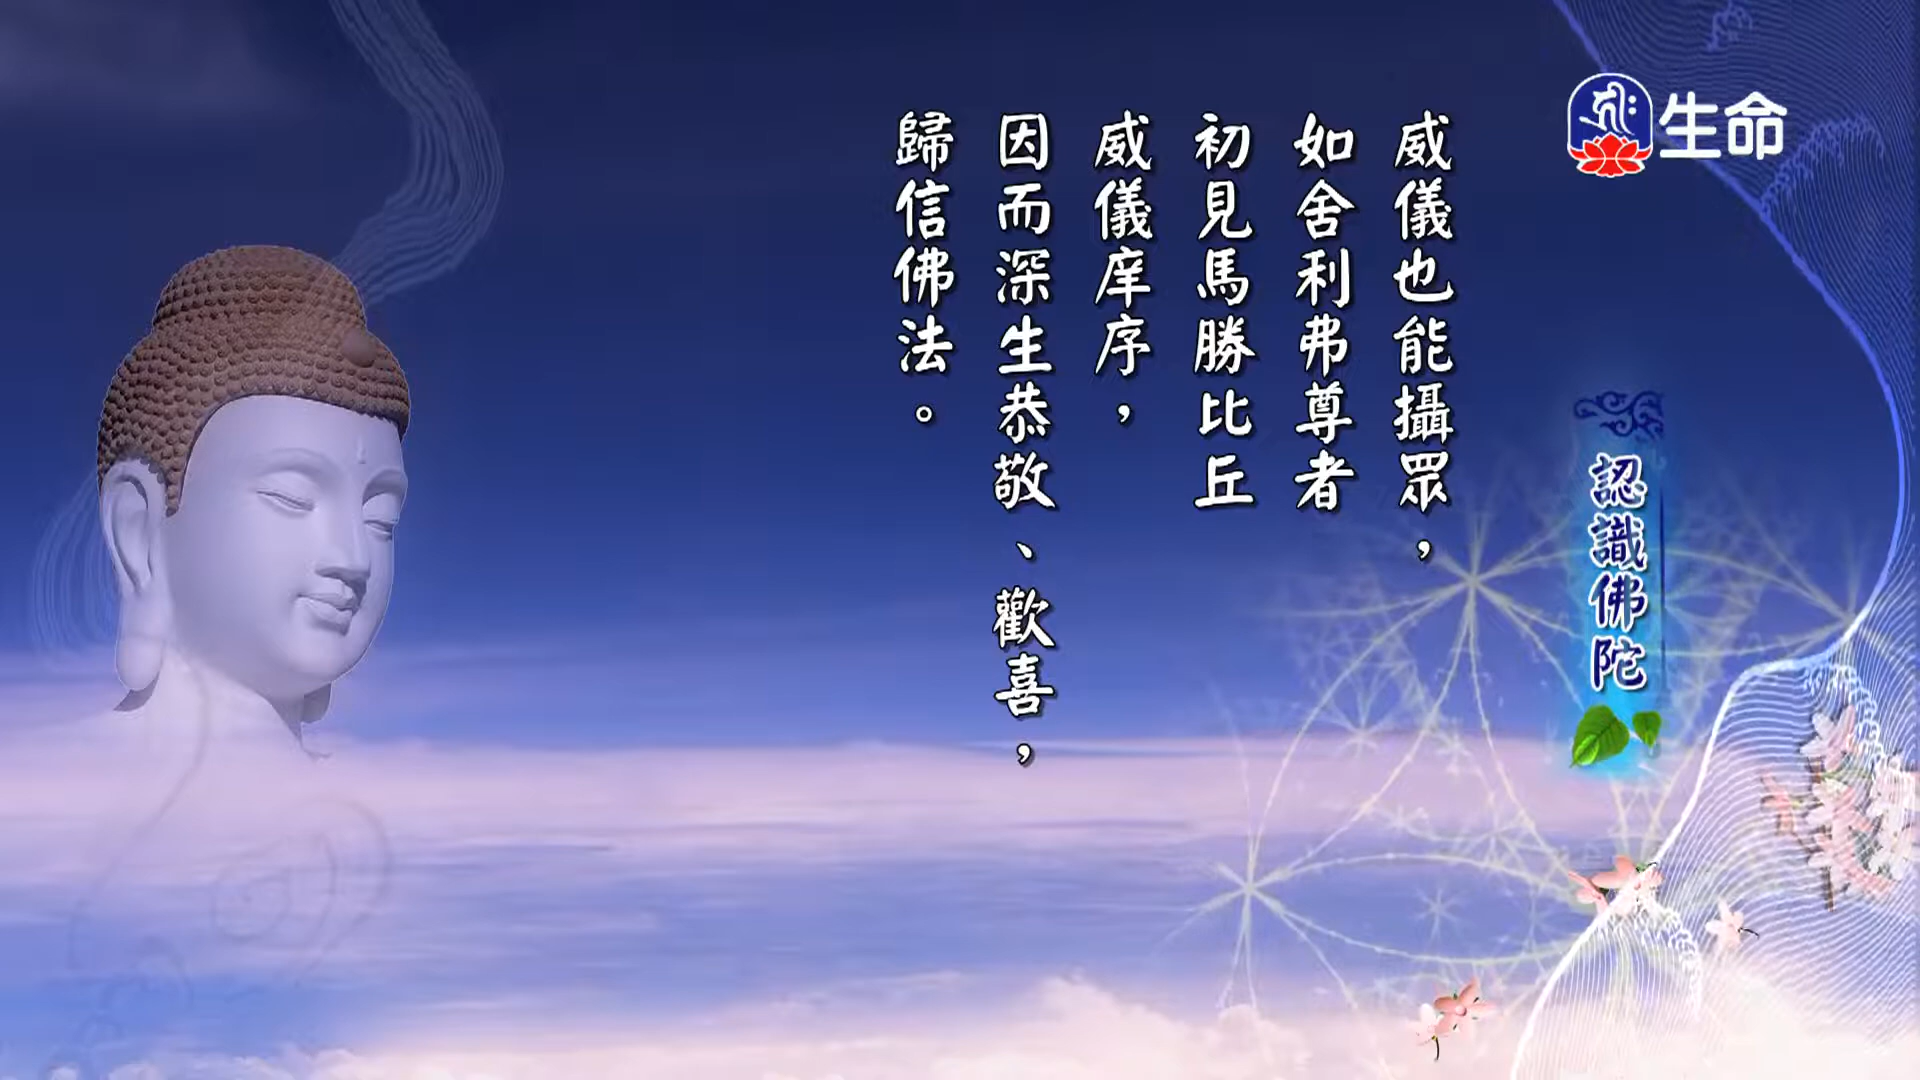 生命
認識佛陀
威儀也能攝眾，
如舍利弗尊者
初見馬勝比丘
威儀庠序，
因而深生恭敬、歡喜，
歸信佛法。